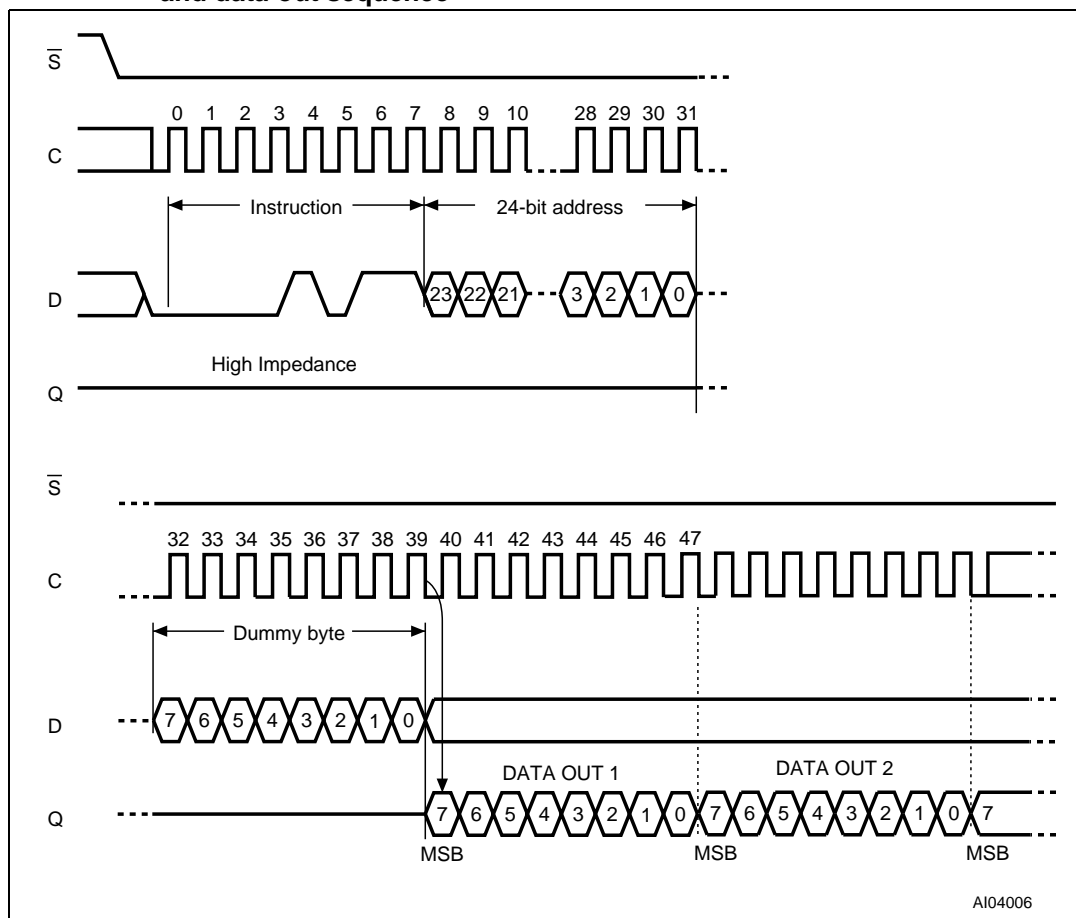 and data-out sequence
S
0 1 2 3 4 5 6 7 8 9 10 28 29 30 31
C
Instruction 24-bit address
D 23 22 21 3 2 1 0
High Impedance
Q
S
32 33 34 35 36 37 38 39 40 41 42 43 44 45 46 47
C
Dummy byte
D 7 6 5 4 3 2 1 0
DATA OUT 1 DATA OUT 2
Q 7 6 5 4 3 2 1 0 7 6 5 4 3 2 1 0 7
MSB MSB MSB
AI04006